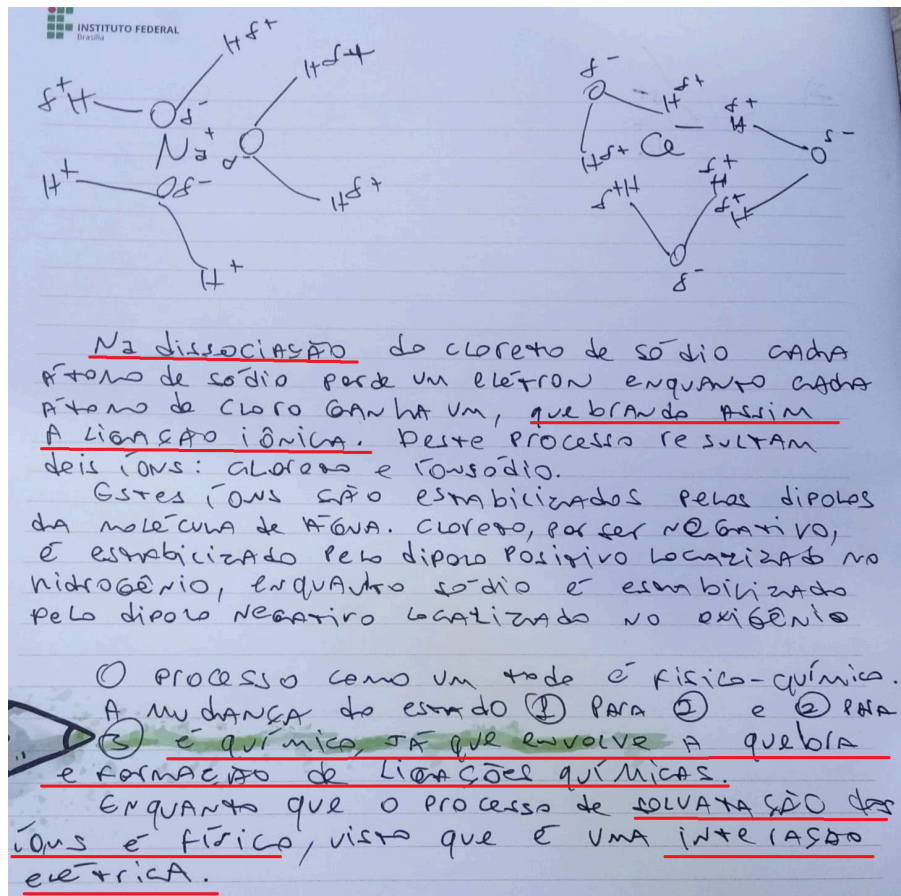 INSTITUTO FEDERAL
Brasília
H δ+
δ+ H
O δ-
H δ+
Na+
O
δ-
H+
O δ-
H δ+
H+
δ-
O
H δ+
δ+
H
Cl -
H δ+
O δ-
δ+ H
δ+
H
δ+
H
O
δ-
Na dissociação do cloreto de sódio cada
átomo de sódio perde um elétron enquanto cada
átomo de cloro ganha um, quebrando assim
a ligação iônica. Deste processo resultam
deis íons: cloreto e íon sódio.
Estes íons são estabilizados pelos dipolos
da molécula de água. Cloreto, por ser negativo,
é estabilizado pelo dipolo positivo localizado no
hidrogênio, enquanto sódio é estabilizado
pelo dipolo negativo localizado no oxigênio
O processo como um todo é físico-químico.
A mudança do estado ① para ② e ② para
③ é químico, já que envolve a quebra
e formação de ligações químicas.
Enquanto que o processo de solvatação dos
íons é físico, visto que é uma interação
elétrica.